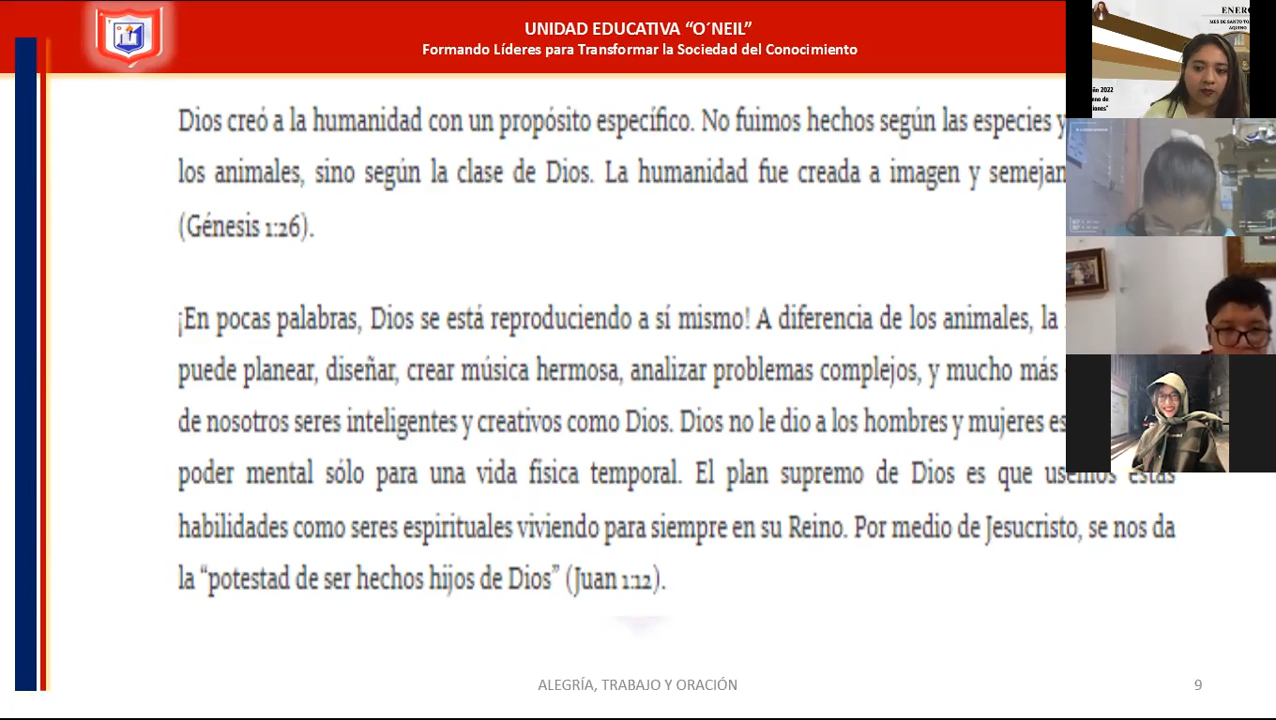 UNIDAD EDUCATIVA “O´NEIL”
Formando Líderes para Transformar la Sociedad del Conocimiento
Dios creó a la humanidad con un propósito específico. No fuimos hechos según las especies y
los animales, sino según la clase de Dios. La humanidad fue creada a imagen y semejan
(Génesis 1:26).
¡En pocas palabras, Dios se está reproduciendo a sí mismo! A diferencia de los animales, la
puede planear, diseñar, crear música hermosa, analizar problemas complejos, y mucho más
de nosotros seres inteligentes y creativos como Dios. Dios no le dio a los hombres y mujeres es
poder mental sólo para una vida física temporal. El plan supremo de Dios es que usemos estas
habilidades como seres espirituales viviendo para siempre en su Reino. Por medio de Jesucristo, se nos da
la “potestad de ser hechos hijos de Dios” (Juan 1:12).
ALEGRÍA, TRABAJO Y ORACIÓN
9
ENERO
MES DE SANTO TO
AQUINO
2022